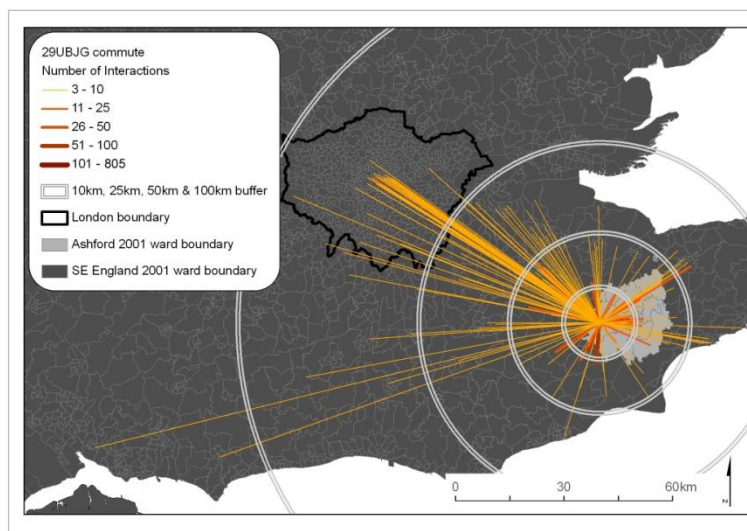 29UBJG commute
Number of Interactions
3 - 10
11 - 25
26 - 50
51 - 100
101 - 805
10km, 25km, 50km & 100km buffer
London boundary
Ashford 2001 ward boundary
SE England 2001 ward boundary
0 30 60km
N